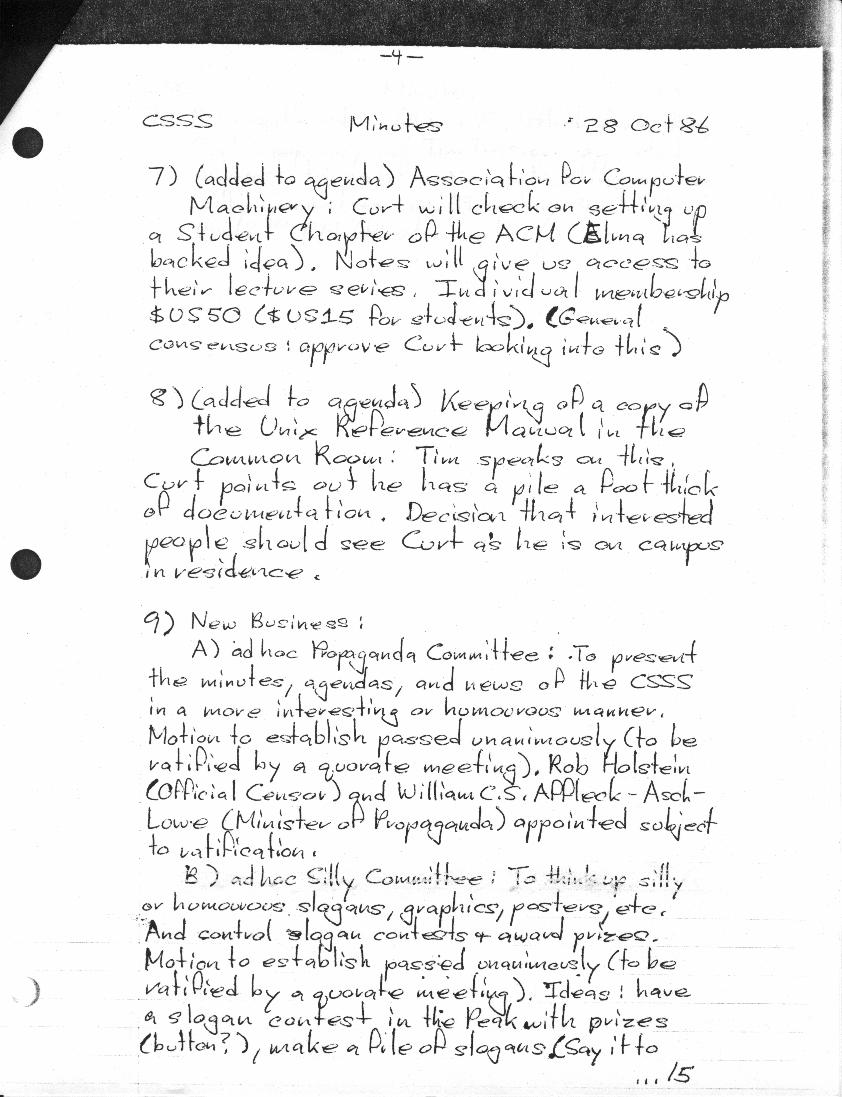 -4-
CSSS Minutes 28 Oct 86
7) (added to agenda) Association for Computer
Machinery: Curt will check on setting up
a Student Chapter of the ACM (Elma has
backed idea). Notes will give us access to
their lecture series. Individual membership
$US50 ($US15 for students). (General
consensus: approve Curt looking into this)
8) (added to agenda) Keeping of a copy of
the Unix Reference Manual in the
Common Room: Tim speaks on this.
Curt points out he has a pile a foot thick
of documentation. Decision that interested
people should see Curt as he is on campus
in residence.
9) New Business:
A) ad hoc Propaganda Committee: To present
the minutes, agendas, and news of the CSSS
in a more interesting or humourous manner.
Motion to establish passed unanimously (to be
ratified by a quorate meeting). Rob Holstein
(Official Censor) and William C.S. Affleck-Asch-
Lowe (Minister of Propaganda) appointed subject
to ratification.
B) ad hoc Silly Committee: To think up silly
or humourous slogans, graphics, posters, etc.
And control slogan contests + award prizes.
Motion to establish passed unanimously (to be
ratified by a quorate meeting). Ideas: have
a slogan contest in the Peak with prizes
(button?), make a file of slogans (Say it to
.../5